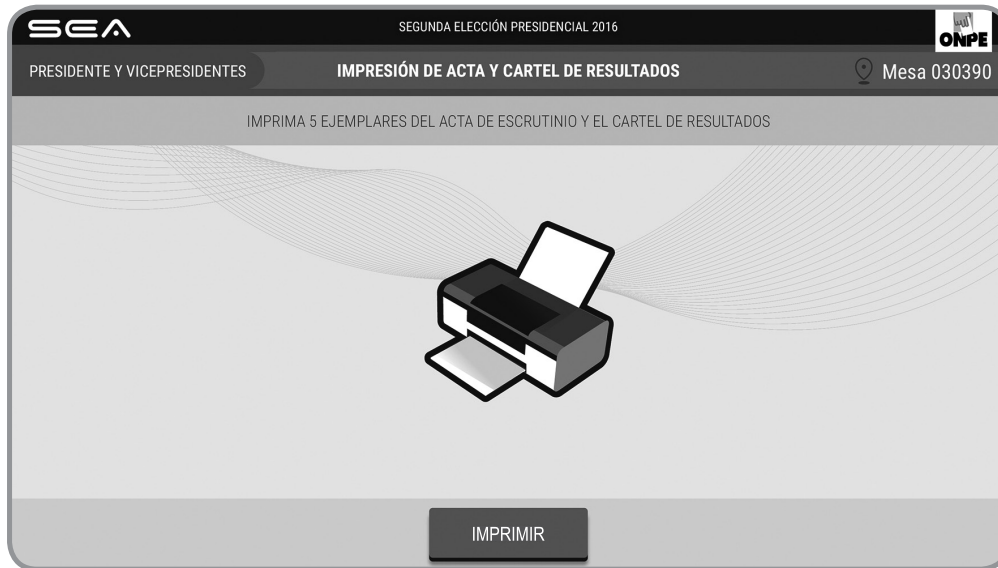 SEA
SEGUNDA ELECCIÓN PRESIDENCIAL 2016
ONPE
PRESIDENTE Y VICEPRESIDENTES
IMPRESIÓN DE ACTA Y CARTEL DE RESULTADOS
Mesa 030390
IMPRIMA 5 EJEMPLARES DEL ACTA DE ESCRUTINIO Y EL CARTEL DE RESULTADOS
IMPRIMIR